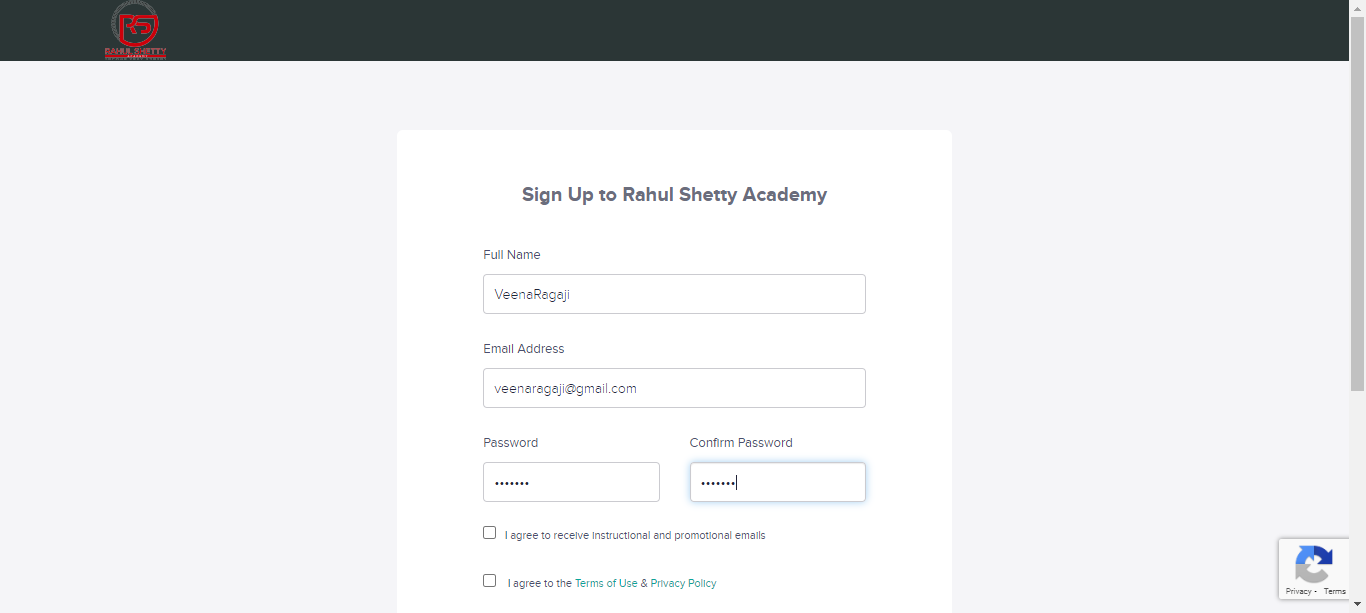 RAHUL SHETTY
Sign Up to Rahul Shetty Academy
Full Name
VeenaRagaji
Email Address
veenaragaji@gmail.com
Password Confirm Password
••••••• •••••••
I agree to receive instructional and promotional emails
I agree to the Terms of Use & Privacy Policy
Privacy - Terms